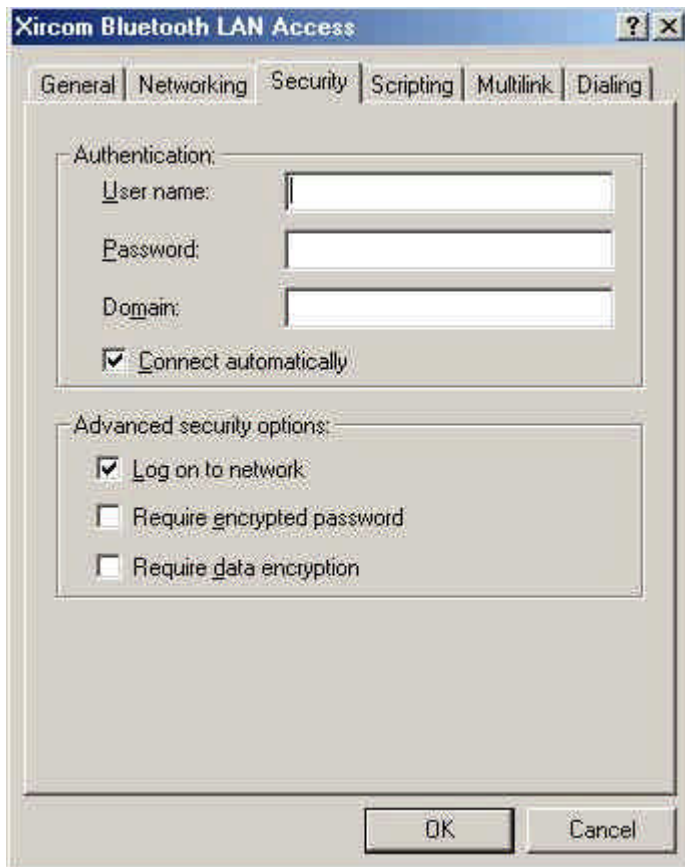 Xircom Bluetooth LAN Access
General Networking Security Scripting Multilink Dialing
Authentication:
User name:
Password:
Domain:
Connect automatically
Advanced security options:
Log on to network
Require encrypted password
Require data encryption
OK Cancel